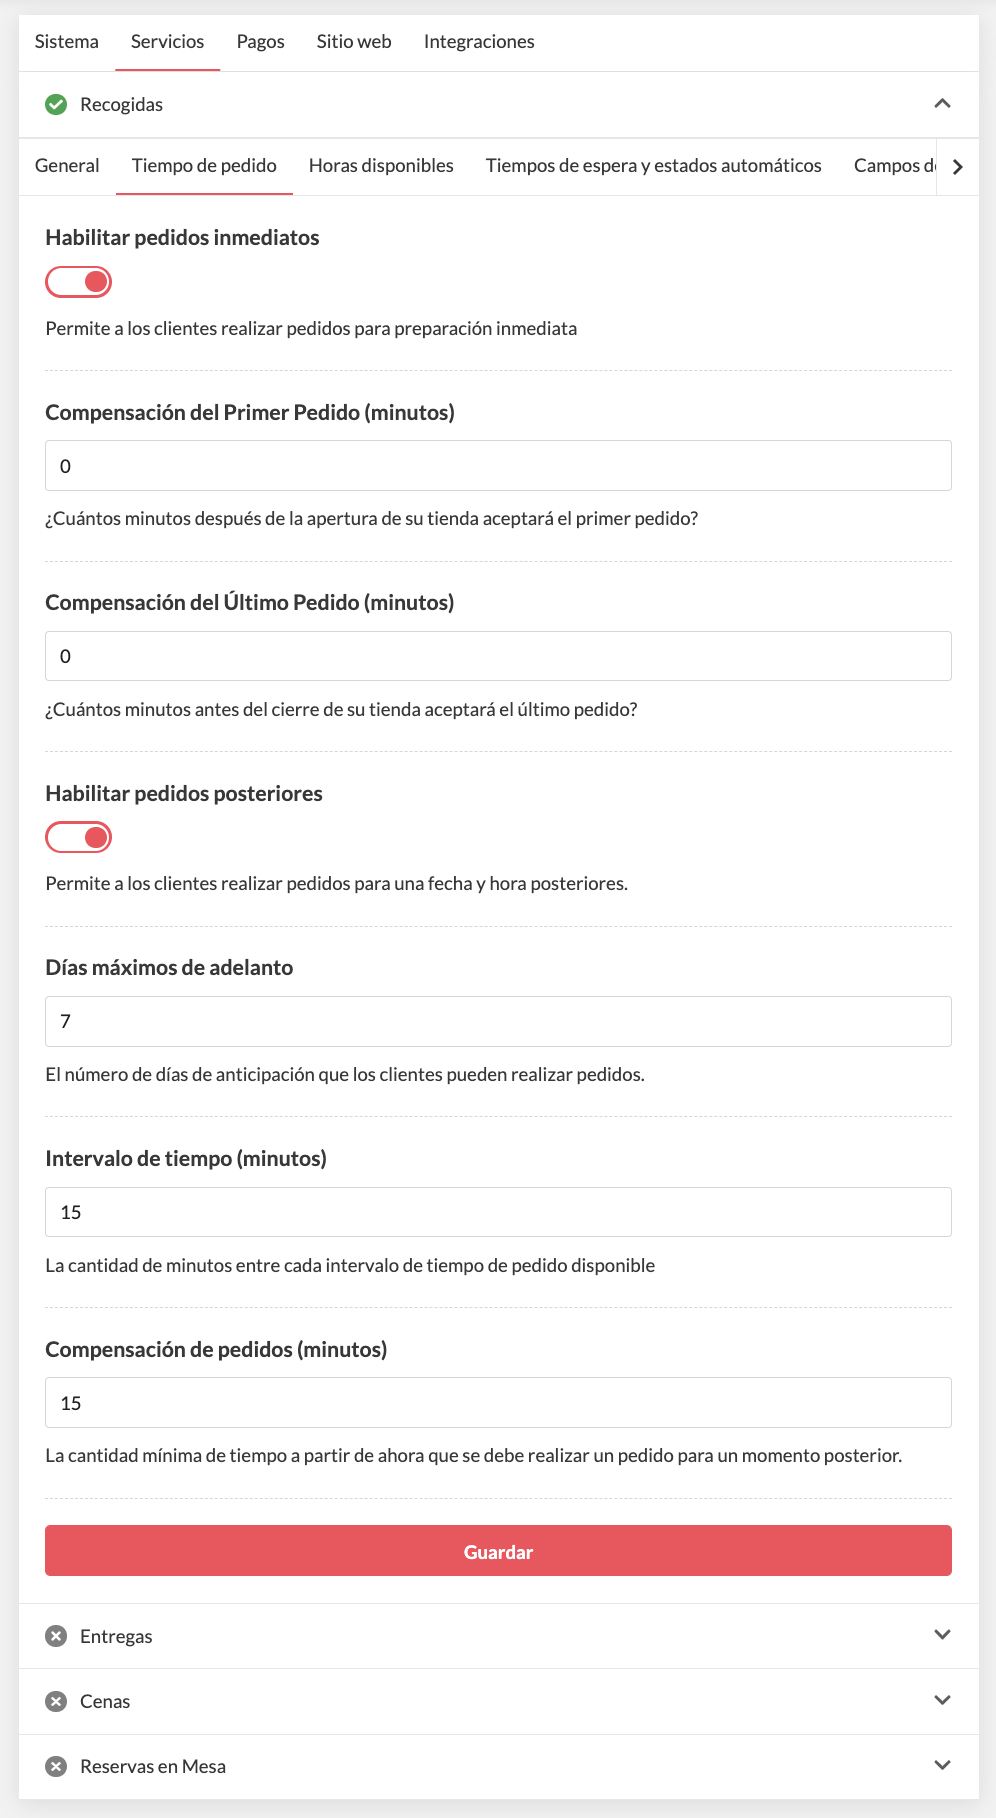 Sistema Servicios Pagos Sitio web Integraciones
Recogidas
General Tiempo de pedido Horas disponibles Tiempos de espera y estados automáticos Campos
Habilitar pedidos inmediatos
Permite a los clientes realizar pedidos para preparación inmediata
Compensación del Primer Pedido (minutos)
0
¿Cuántos minutos después de la apertura de su tienda aceptará el primer pedido?
Compensación del Último Pedido (minutos)
0
¿Cuántos minutos antes del cierre de su tienda aceptará el último pedido?
Habilitar pedidos posteriores
Permite a los clientes realizar pedidos para una fecha y hora posteriores.
Días máximos de adelanto
7
El número de días de anticipación que los clientes pueden realizar pedidos.
Intervalo de tiempo (minutos)
15
La cantidad de minutos entre cada intervalo de tiempo de pedido disponible
Compensación de pedidos (minutos)
15
La cantidad mínima de tiempo a partir de ahora que se debe realizar un pedido para un momento posterior.
Guardar
Entregas
Cenas
Reservas en Mesa